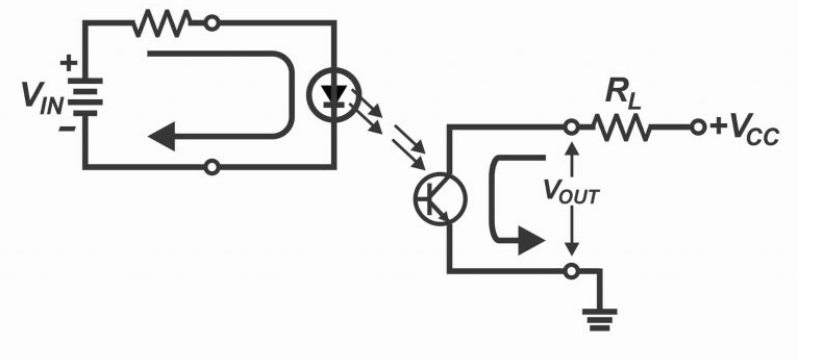 +
V_IN
−
R_L
+V_CC
V_OUT